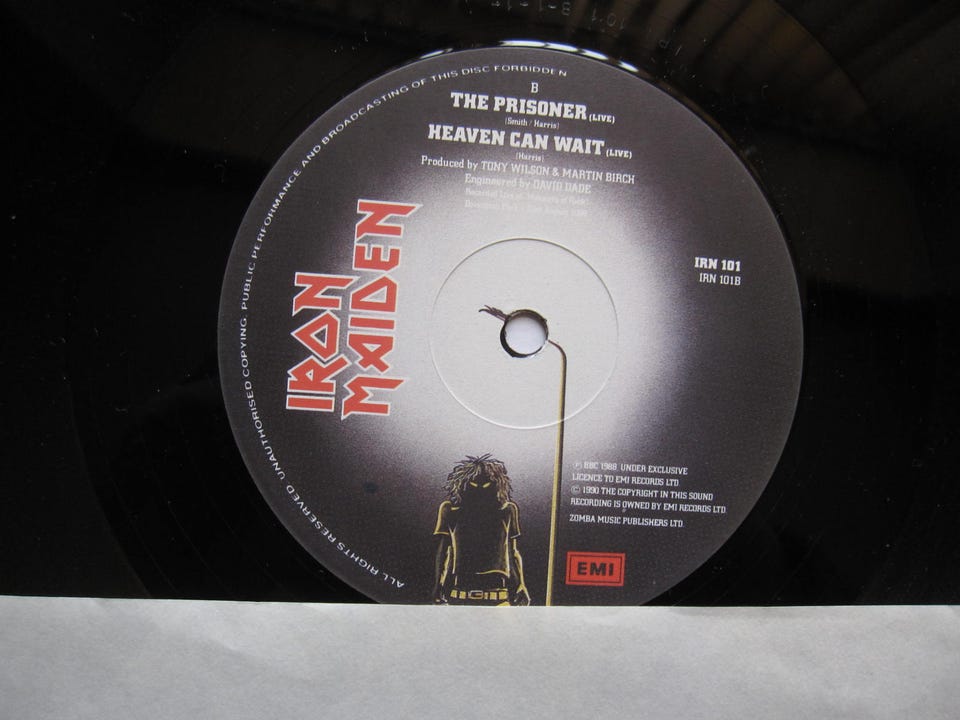 ALL RIGHTS RESERVED. UNAUTHORISED COPYING. PUBLIC PERFORMANCE AND BROADCASTING OF THIS DISC FORBIDDEN
B
THE PRISONER (LIVE)
(Smith / Harris)
HEAVEN CAN WAIT (LIVE)
(Harris)
Produced by TONY WILSON & MARTIN BIRCH
Engineered by DAVID DADE
IRON
MAIDEN
IRN 101
IRN 101B
Ⓟ BBC 1988. UNDER EXCLUSIVE
LICENCE TO EMI RECORDS LTD
© 1990 THE COPYRIGHT IN THIS SOUND
RECORDING IS OWNED BY EMI RECORDS LTD.
ZOMBA MUSIC PUBLISHERS LTD.
EMI